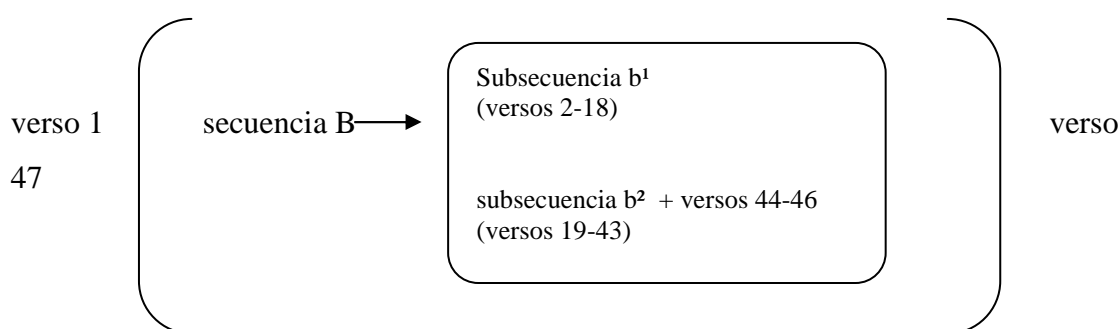 Subsecuencia b¹
(versos 2-18)
verso 1 secuencia B verso
47
subsecuencia b² + versos 44-46
(versos 19-43)